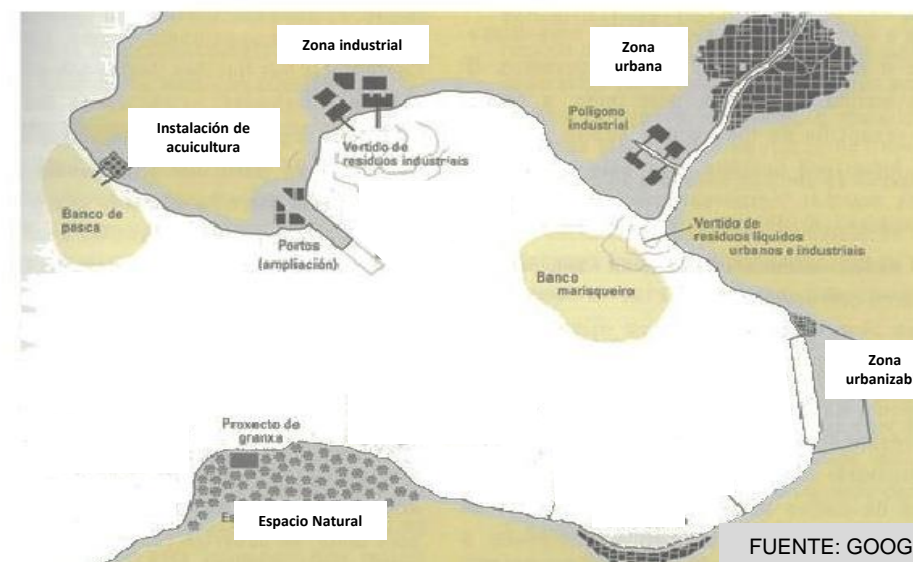 Zona industrial
Zona
urbana
Polígono
industrial
Instalación de
acuicultura
Vertido de
residuos industriais
Banco de
pesca
Portos
(ampliación)
Vertido de
residuos líquidos
urbanos e industriais
Banco
marisqueiro
Zona
urbanizab
Proxecto de
granxa
Espacio Natural
FUENTE: GOOG